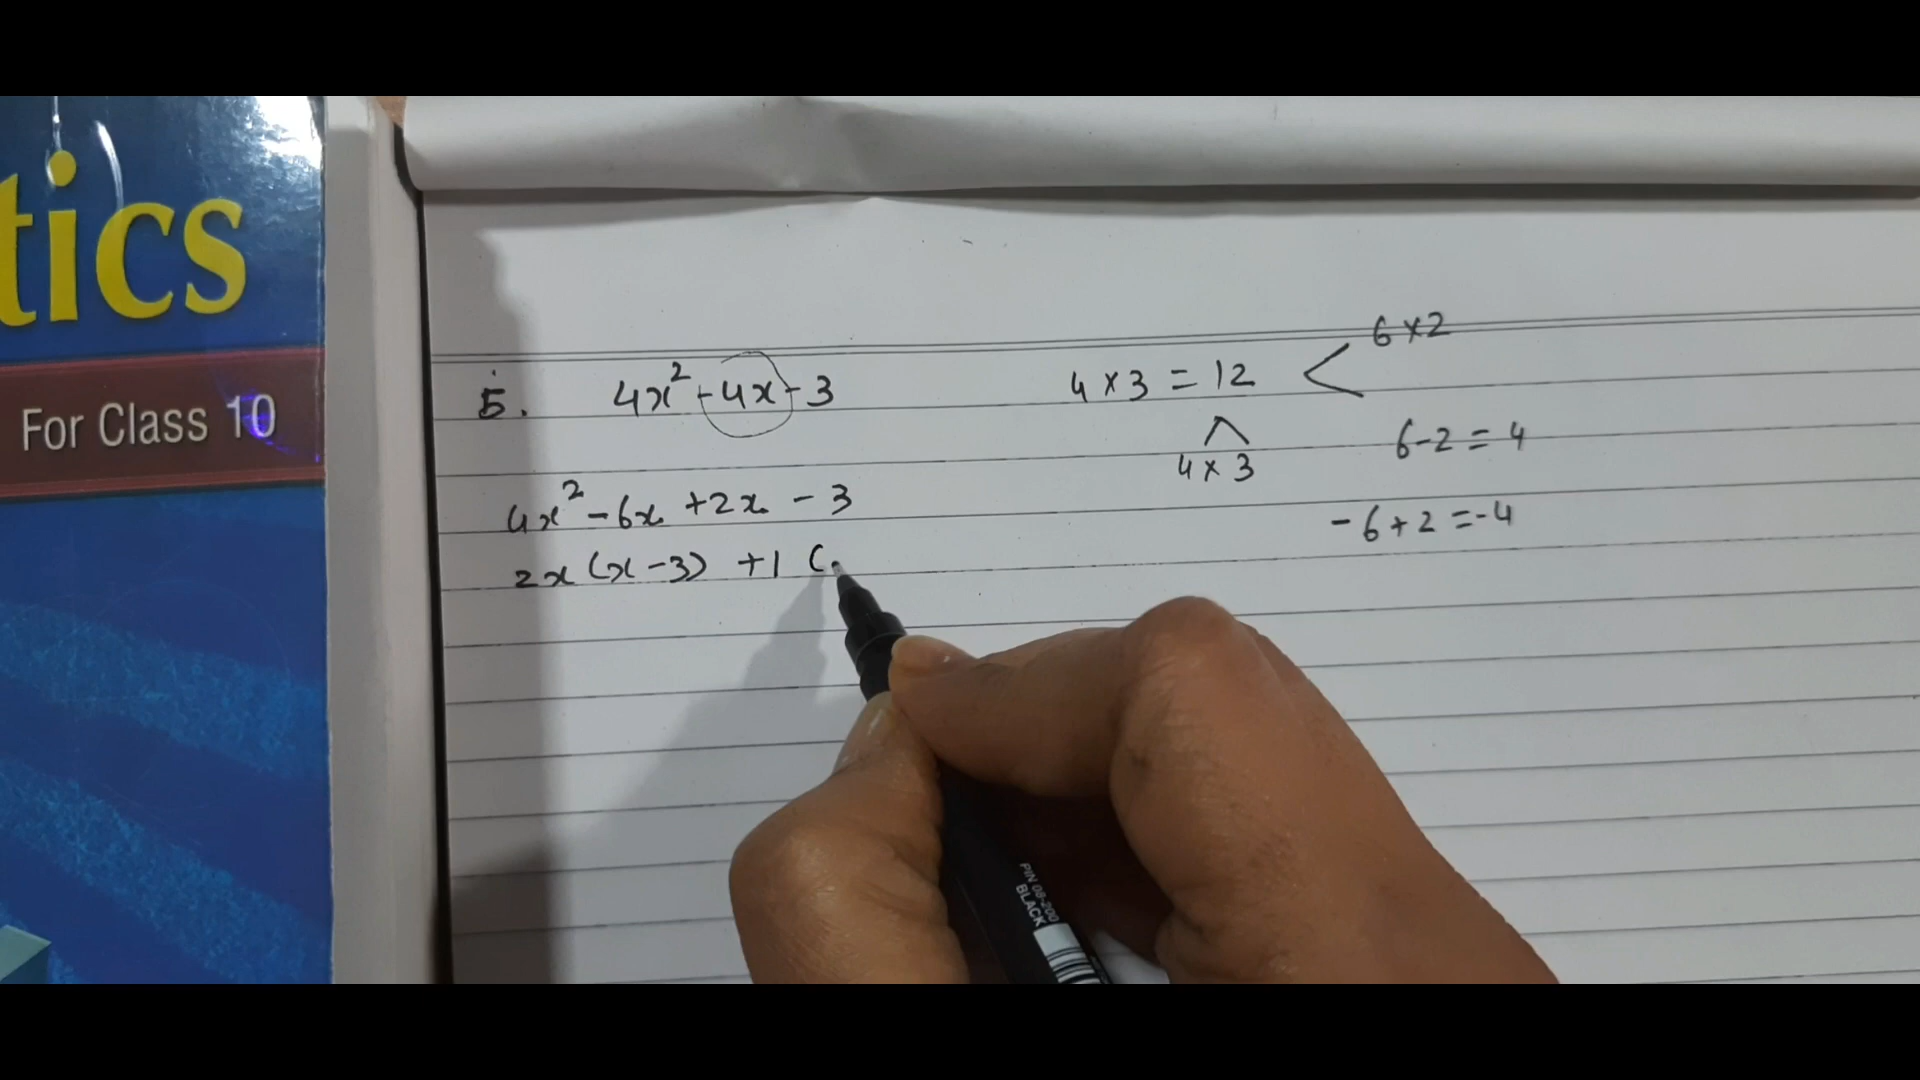 tics
For Class 10
5. 4x² - 4x - 3 4 × 3 = 12 < 6 × 2
4 × 3 6 - 2 = 4
4x² - 6x + 2x - 3 - 6 + 2 = - 4
2x (x - 3) + 1 (
PIN 08-200
BLACK